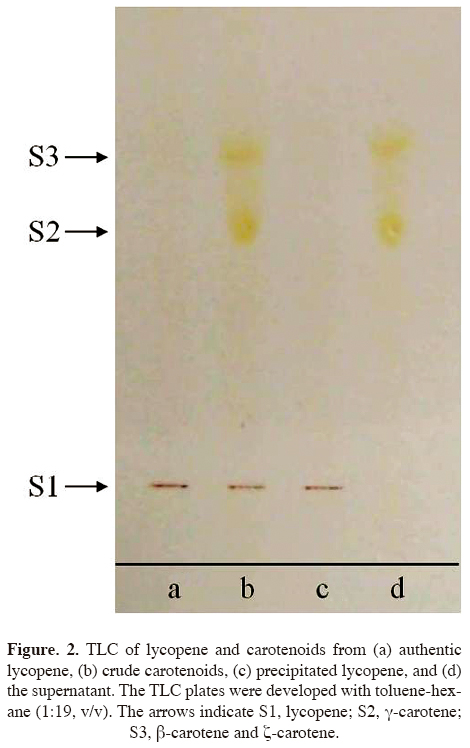 S3
S2
S1
a b c d
Figure. 2. TLC of lycopene and carotenoids from (a) authentic
lycopene, (b) crude carotenoids, (c) precipitated lycopene, and (d)
the supernatant. The TLC plates were developed with toluene-hex-
ane (1:19, v/v). The arrows indicate S1, lycopene; S2, γ-carotene;
S3, β-carotene and ζ-carotene.